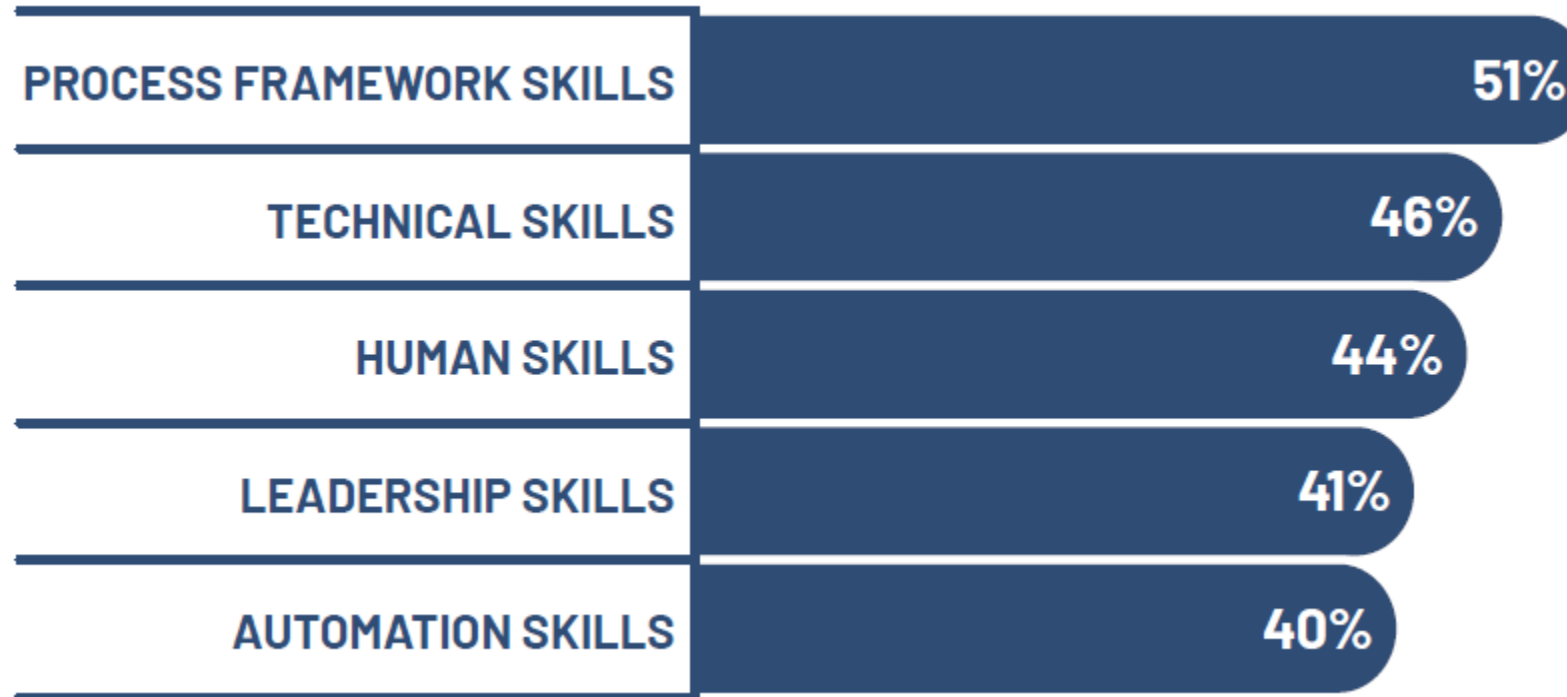 PROCESS FRAMEWORK SKILLS 51%
TECHNICAL SKILLS 46%
HUMAN SKILLS 44%
LEADERSHIP SKILLS 41%
AUTOMATION SKILLS 40%